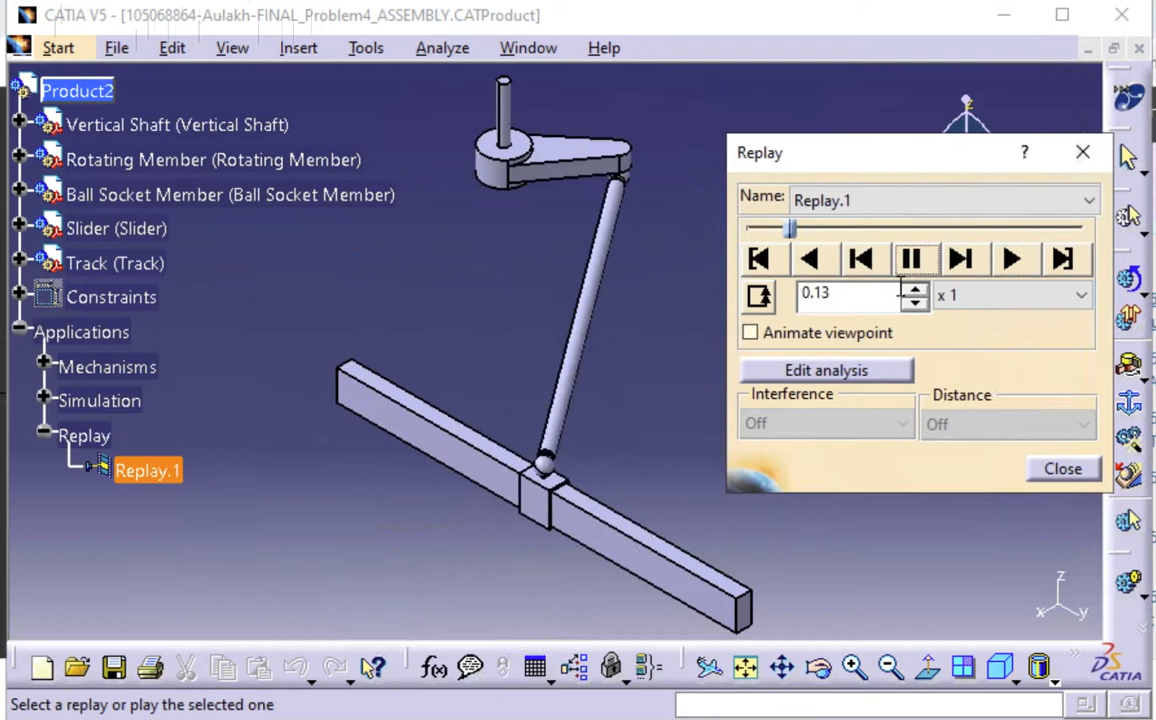 CATIA V5 - [105068864-Aulakh-FINAL_Problem4_ASSEMBLY.CATProduct]
Start File Edit View Insert Tools Analyze Window Help
Product2
Vertical Shaft (Vertical Shaft)
Rotating Member (Rotating Member)
Ball Socket Member (Ball Socket Member)
Slider (Slider)
Track (Track)
Constraints
Applications
Mechanisms
Simulation
Replay
Replay.1
Replay ?
Name: Replay.1
0.13 x 1
Animate viewpoint
Edit analysis
Interference Distance
Off Off
Close
z
x y
f(x) ?
DS CATIA
Select a replay or play the selected one